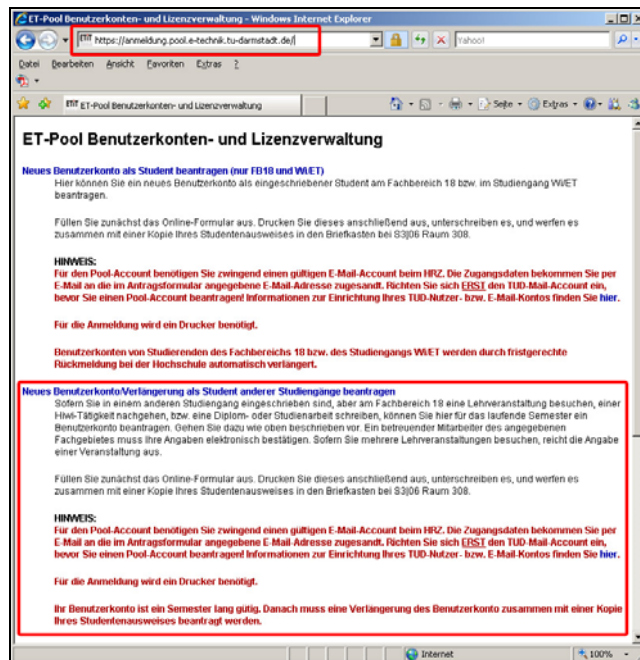 ET-Pool Benutzerkonten- und Lizenzverwaltung - Windows Internet Explorer
https://anmeldung.pool.e-technik.tu-darmstadt.de/
Yahoo!
Datei Bearbeiten Ansicht Favoriten Extras ?
ET-Pool Benutzerkonten- und Lizenzverwaltung
Seite Extras
ET-Pool Benutzerkonten- und Lizenzverwaltung
Neues Benutzerkonto als Student beantragen (nur FB18 und WI/ET)
Hier können Sie ein neues Benutzerkonto als eingeschriebener Student am Fachbereich 18 bzw. im Studiengang WI/ET
beantragen.
Füllen Sie zunächst das Online-Formular aus. Drucken Sie dieses anschließend aus, unterschreiben es, und werfen es
zusammen mit einer Kopie Ihres Studentenausweises in den Briefkasten bei S3|06 Raum 308.
HINWEIS:
Für den Pool-Account benötigen Sie zwingend einen gültigen E-Mail-Account beim HRZ. Die Zugangsdaten bekommen Sie per
E-Mail an die im Antragsformular angegebene E-Mail-Adresse zugesandt. Richten Sie sich ERST den TUD-Mail-Account ein,
bevor Sie einen Pool-Account beantragen! Informationen zur Einrichtung Ihres TUD-Nutzer- bzw. E-Mail-Kontos finden Sie hier.
Für die Anmeldung wird ein Drucker benötigt.
Benutzerkonten von Studierenden des Fachbereichs 18 bzw. des Studiengangs WI/ET werden durch fristgerechte
Rückmeldung bei der Hochschule automatisch verlängert.
Neues Benutzerkonto/Verlängerung als Student anderer Studiengänge beantragen
Sofern Sie in einem anderen Studiengang eingeschrieben sind, aber am Fachbereich 18 eine Lehrveranstaltung besuchen, einer
Hiwi-Tätigkeit nachgehen, bzw. eine Diplom- oder Studienarbeit schreiben, können Sie hier für das laufende Semester ein
Benutzerkonto beantragen. Gehen Sie dazu wie oben beschrieben vor. Ein betreuender Mitarbeiter des angegebenen
Fachgebietes muss Ihre Angaben elektronisch bestätigen. Sofern Sie mehrere Lehrveranstaltungen besuchen, reicht die Angabe
einer Veranstaltung aus.
Füllen Sie zunächst das Online-Formular aus. Drucken Sie dieses anschließend aus, unterschreiben es, und werfen es
zusammen mit einer Kopie Ihres Studentenausweises in den Briefkasten bei S3|06 Raum 308.
HINWEIS:
Für den Pool-Account benötigen Sie zwingend einen gültigen E-Mail-Account beim HRZ. Die Zugangsdaten bekommen Sie per
E-Mail an die im Antragsformular angegebene E-Mail-Adresse zugesandt. Richten Sie sich ERST den TUD-Mail-Account ein,
bevor Sie einen Pool-Account beantragen! Informationen zur Einrichtung Ihres TUD-Nutzer- bzw. E-Mail-Kontos finden Sie hier.
Für die Anmeldung wird ein Drucker benötigt.
Ihr Benutzerkonto ist ein Semester lang gütig. Danach muss eine Verlängerung des Benutzerkonto zusammen mit einer Kopie
Ihres Studentenausweises beantragt werden.
Internet 100%